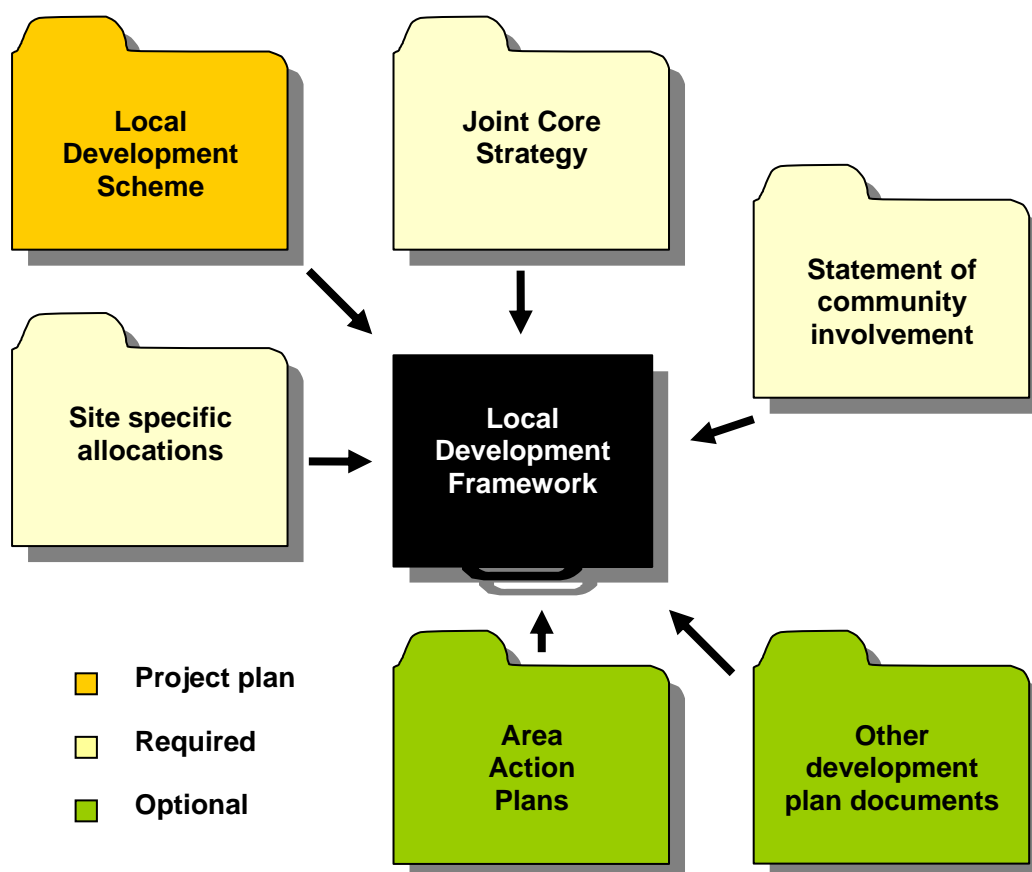 Local
Development
Scheme
Joint Core
Strategy
Statement of
community
involvement
Site specific
allocations
Local
Development
Framework
Project plan
Required
Optional
Area
Action
Plans
Other
development
plan documents